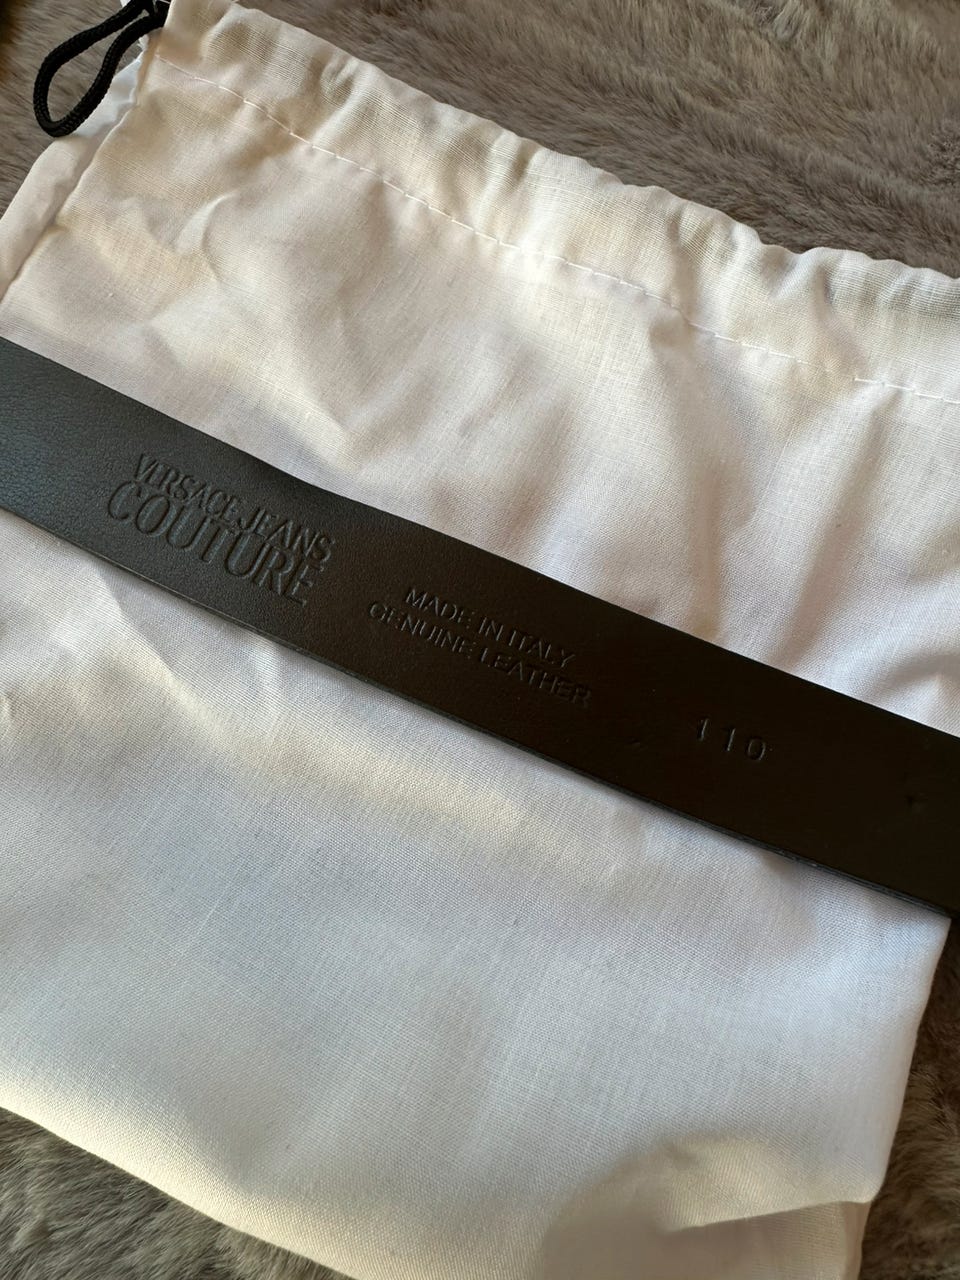 VERSACE JEANS
COUTURE
MADE IN ITALY
GENUINE LEATHER
110